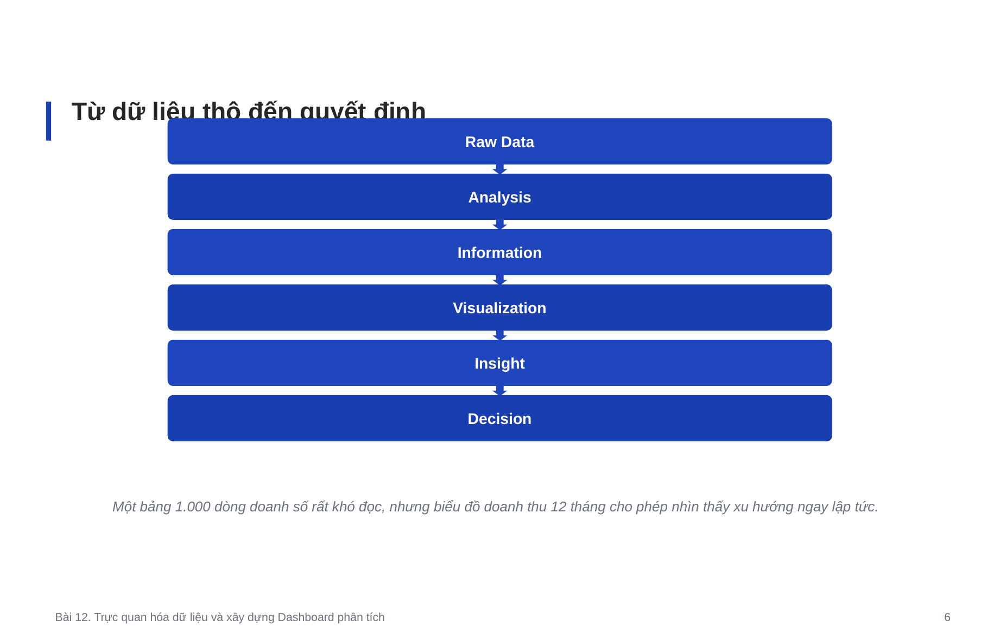 Từ dữ liệu thô đến quyết định
Raw Data
Analysis
Information
Visualization
Insight
Decision
Một bảng 1.000 dòng doanh số rất khó đọc, nhưng biểu đồ doanh thu 12 tháng cho phép nhìn thấy xu hướng ngay lập tức.
Bài 12. Trực quan hóa dữ liệu và xây dựng Dashboard phân tích
6